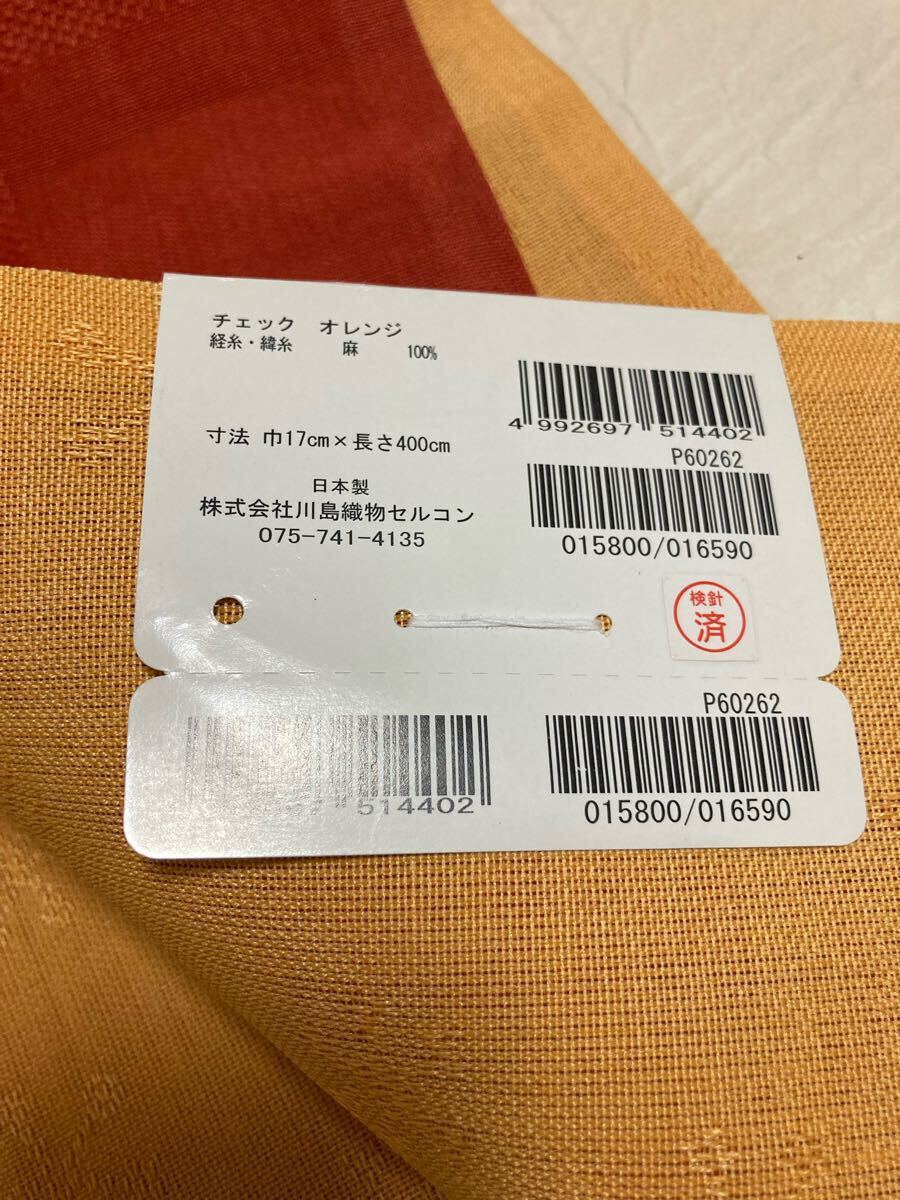 チェック オレンジ
経糸・緯糸 麻 100%
4 992697 514402
寸法 巾17cm×長さ400cm
P60262
日本製
株式会社川島織物セルコン
075-741-4135
015800/016590
検針
済
P60262
7 514402
015800/016590